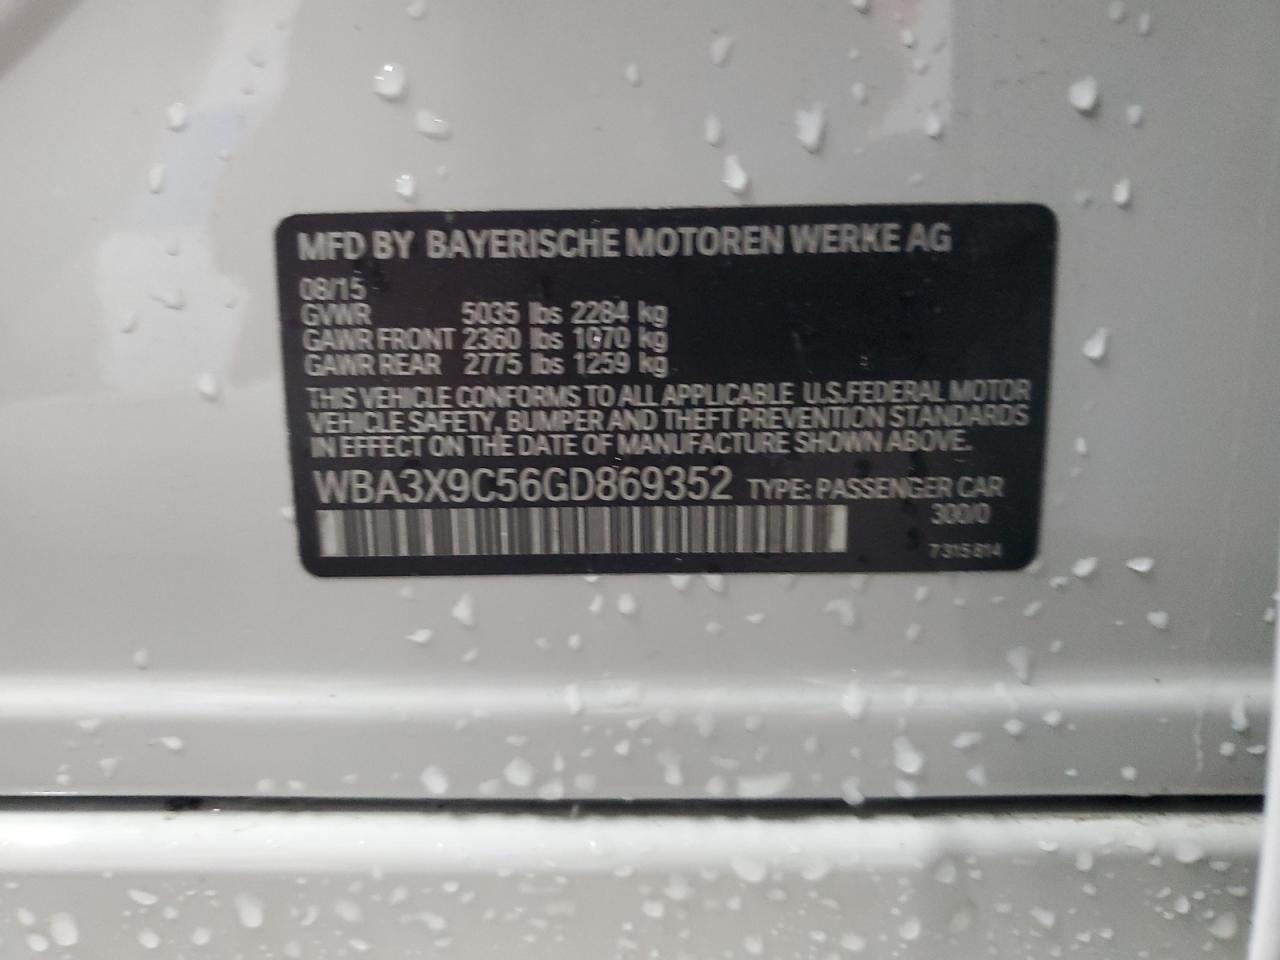 MFD BY BAYERISCHE MOTOREN WERKE AG
08/15
GVWR 5035 lbs 2284 kg
GAWR FRONT 2360 lbs 1070 kg
GAWR REAR 2775 lbs 1259 kg
THIS VEHICLE CONFORMS TO ALL APPLICABLE U.S.FEDERAL MOTOR
VEHICLE SAFETY, BUMPER AND THEFT PREVENTION STANDARDS
IN EFFECT ON THE DATE OF MANUFACTURE SHOWN ABOVE.
WBA3X9C56GD869352 TYPE: PASSENGER CAR
300/0
7315814